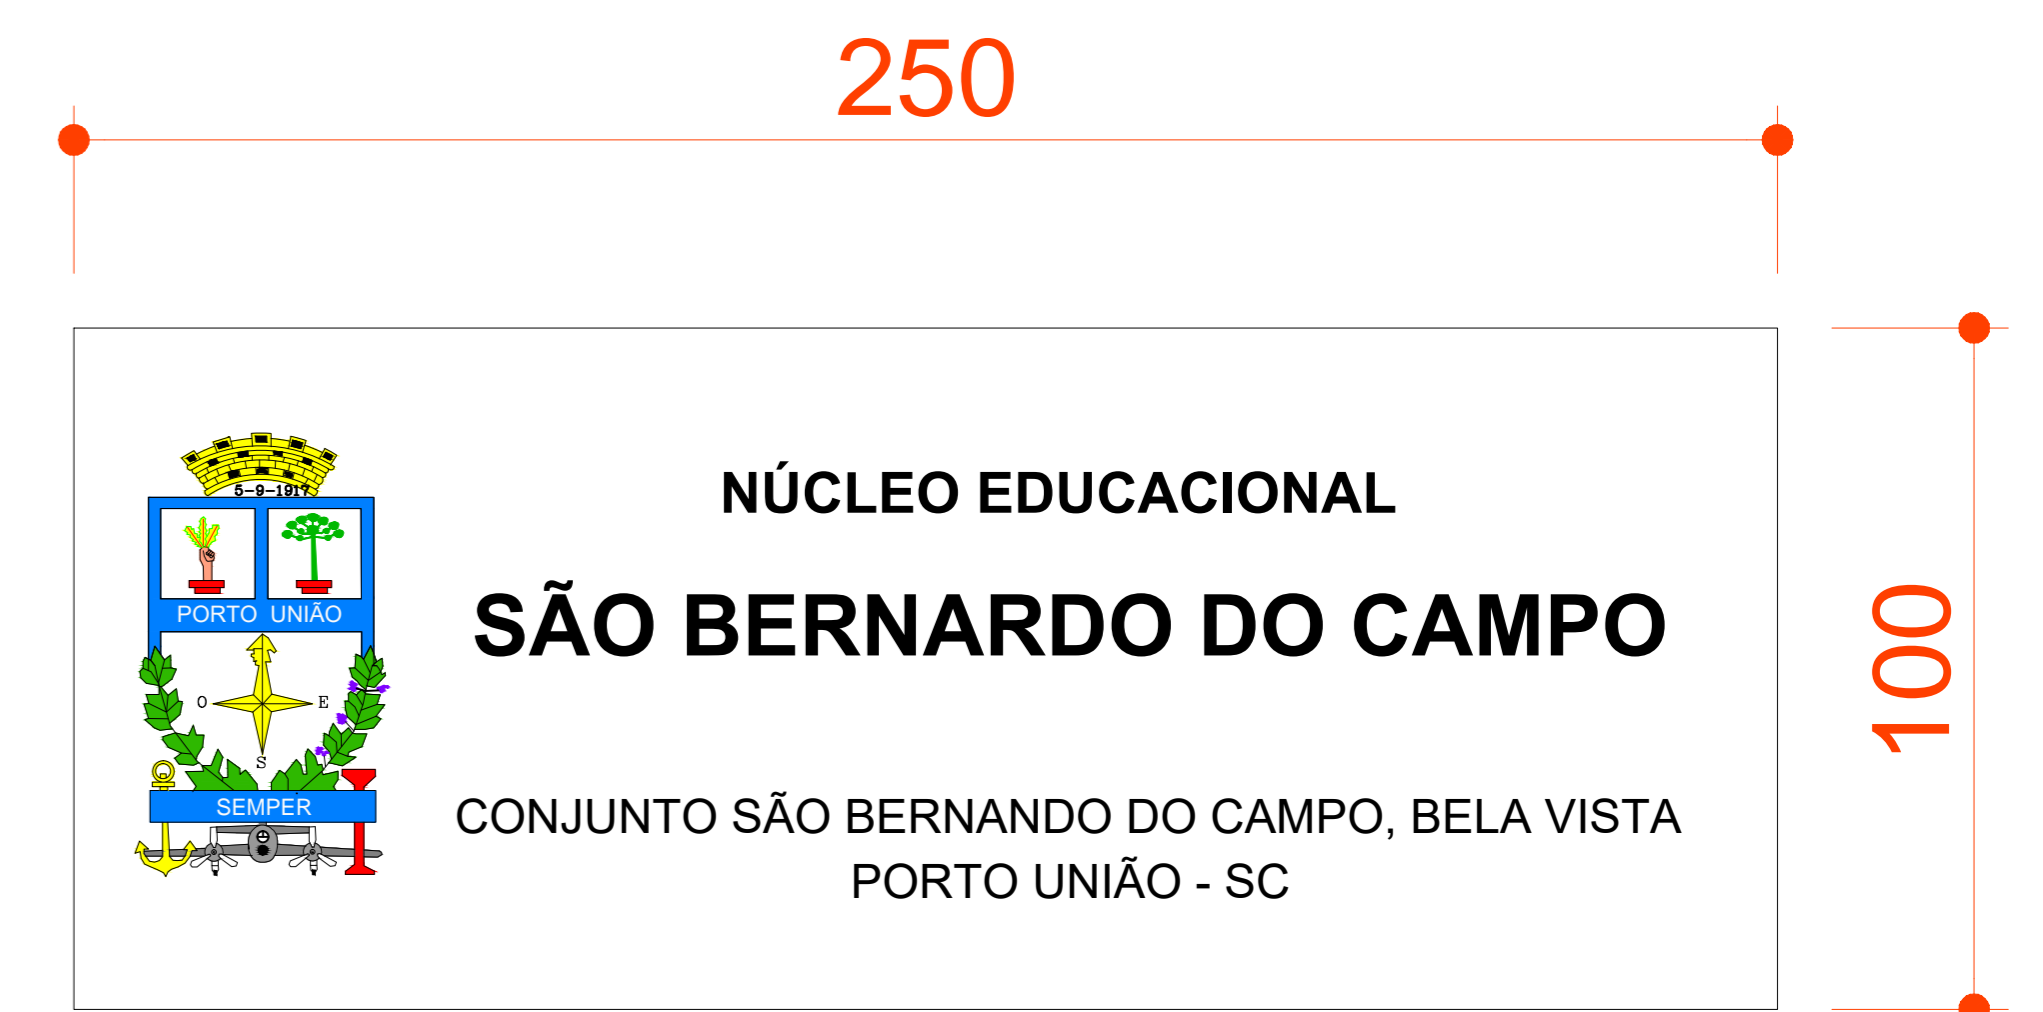 250
NÚCLEO EDUCACIONAL
SÃO BERNARDO DO CAMPO
CONJUNTO SÃO BERNANDO DO CAMPO, BELA VISTA
PORTO UNIÃO - SC
5-9-1917
PORTO UNIÃO
O E
S
SEMPER
100